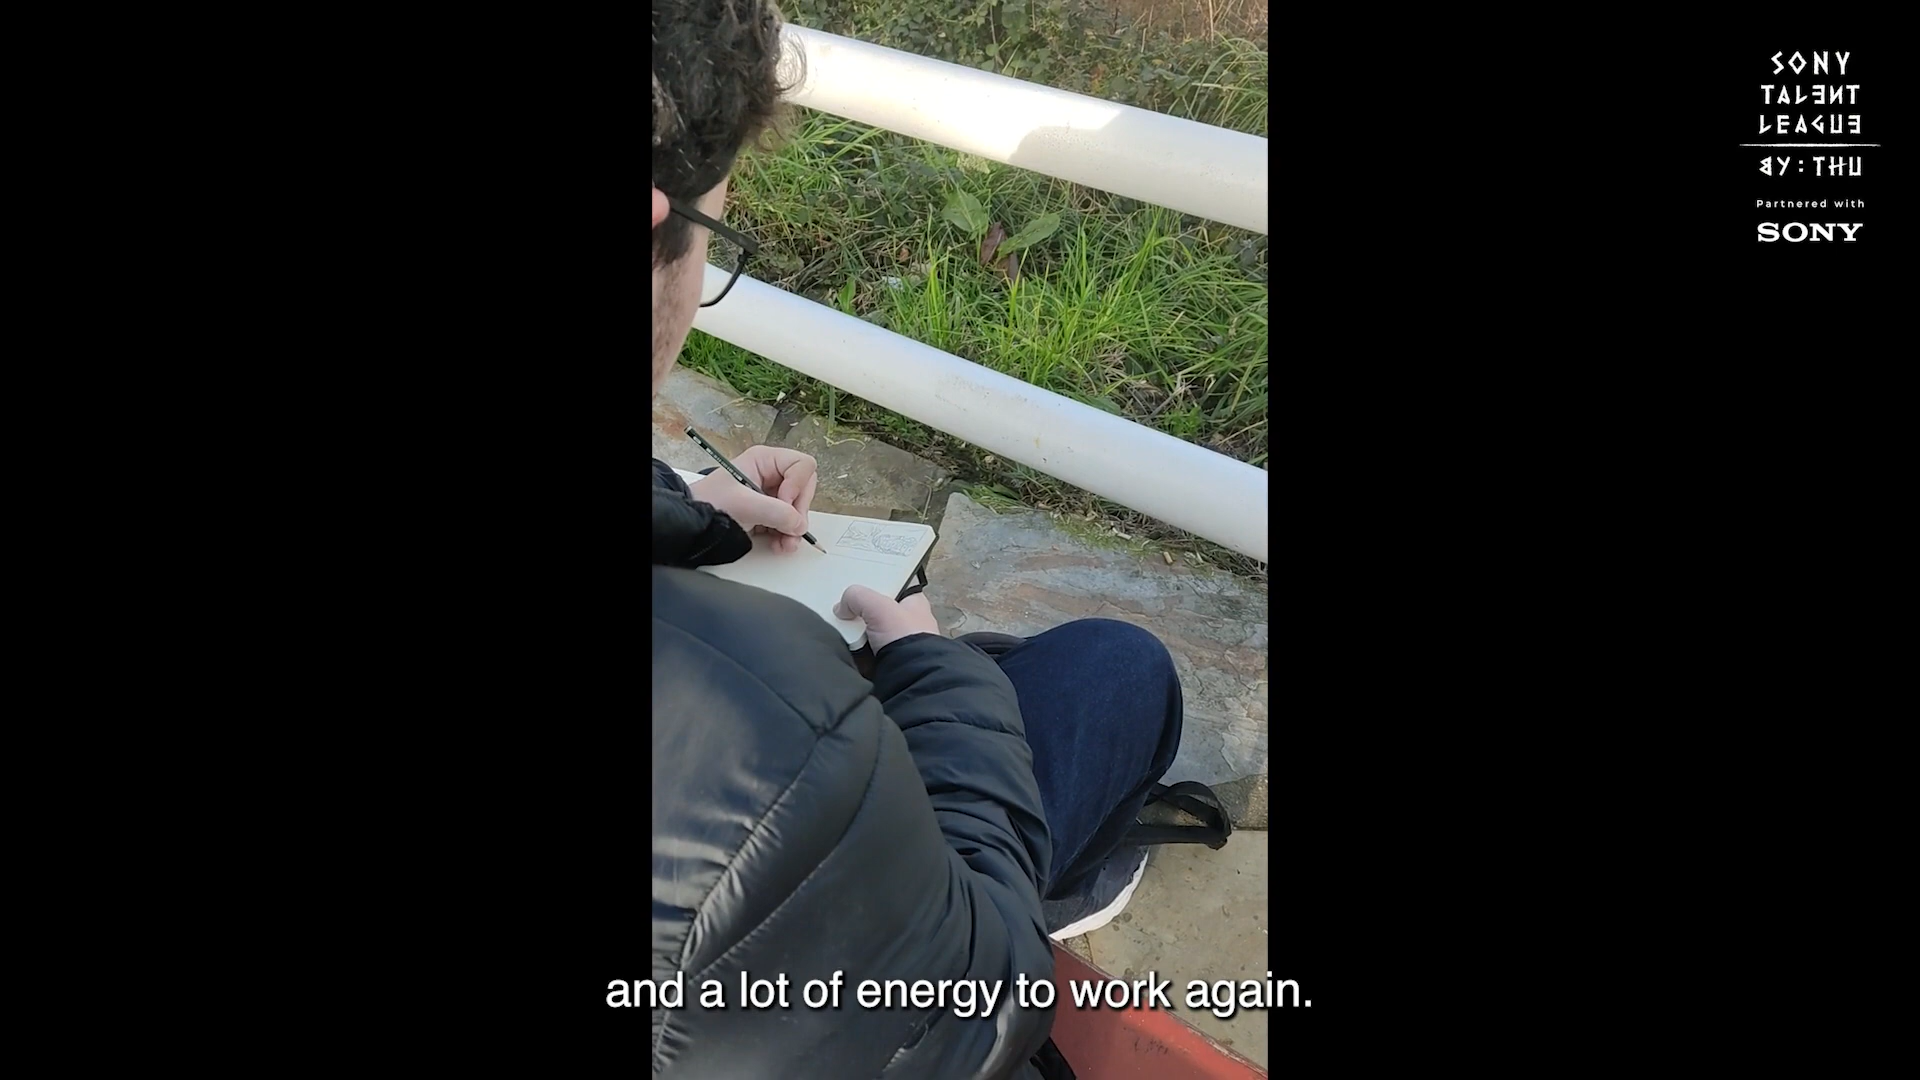 SONY
TALENT
LEAGUE
BY:THU
Partnered with
SONY
and a lot of energy to work again.